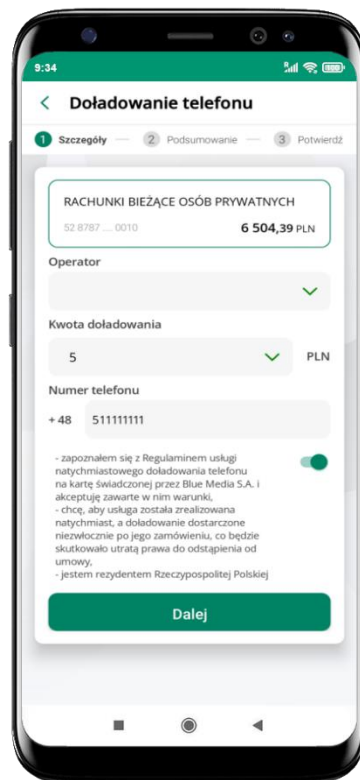 9:34
Doładowanie telefonu
1 Szczegóły 2 Podsumowanie 3 Potwierdź
RACHUNKI BIEŻĄCE OSÓB PRYWATNYCH
52 8787 .... 0010 6 504,39 PLN
Operator
Kwota doładowania
5 PLN
Numer telefonu
+ 48 511111111
- zapoznałem się z Regulaminem usługi
natychmiastowego doładowania telefonu
na kartę świadczonej przez Blue Media S.A. i
akceptuję zawarte w nim warunki,
- chcę, aby usługa została zrealizowana
natychmiast, a doładowanie dostarczone
niezwłocznie po jego zamówieniu, co będzie
skutkowało utratą prawa do odstąpienia od
umowy,
- jestem rezydentem Rzeczypospolitej Polskiej
Dalej